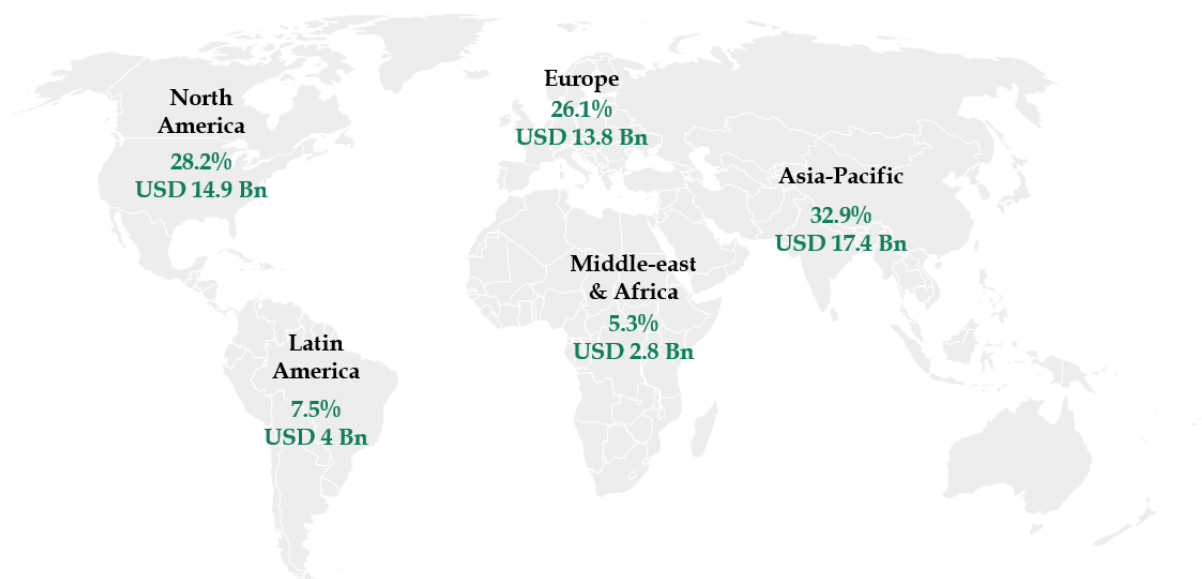 North
America
28.2%
USD 14.9 Bn
Europe
26.1%
USD 13.8 Bn
Asia-Pacific
32.9%
USD 17.4 Bn
Middle-east
& Africa
5.3%
USD 2.8 Bn
Latin
America
7.5%
USD 4 Bn